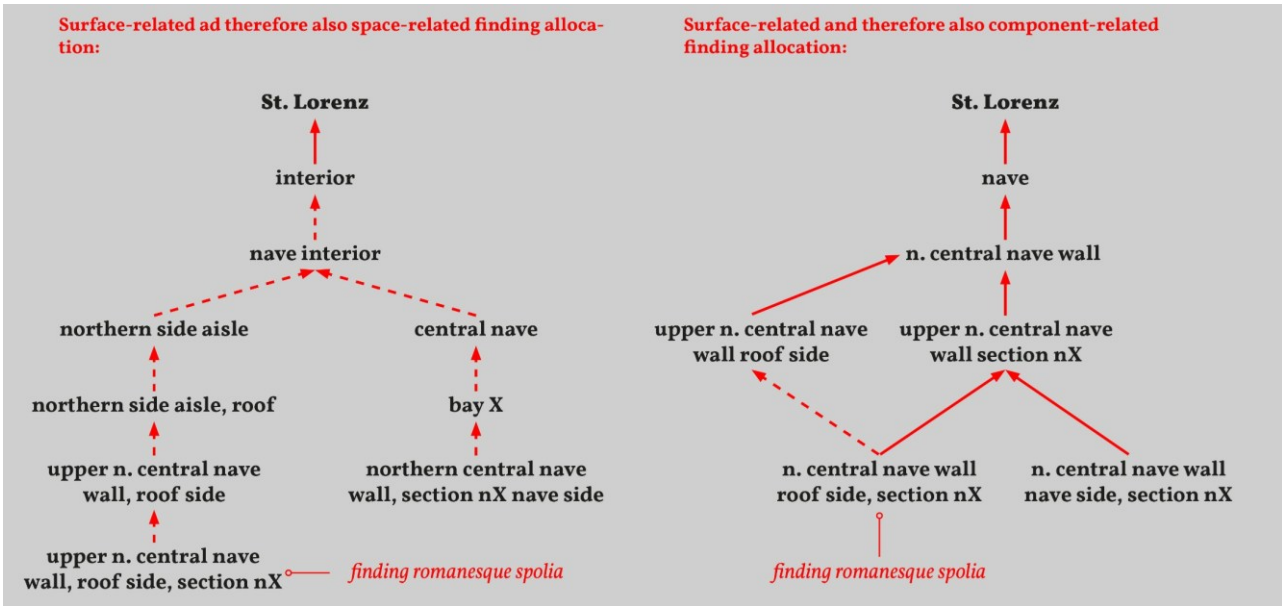 Surface-related ad therefore also space-related finding alloca-
tion:
St. Lorenz
interior
nave interior
northern side aisle
central nave
northern side aisle, roof
bay X
upper n. central nave
wall, roof side
northern central nave
wall, section nX nave side
upper n. central nave
wall, roof side, section nX
finding romanesque spolia
Surface-related and therefore also component-related
finding allocation:
St. Lorenz
nave
n. central nave wall
upper n. central nave
wall roof side
upper n. central nave
wall section nX
n. central nave wall
roof side, section nX
n. central nave wall
nave side, section nX
finding romanesque spolia